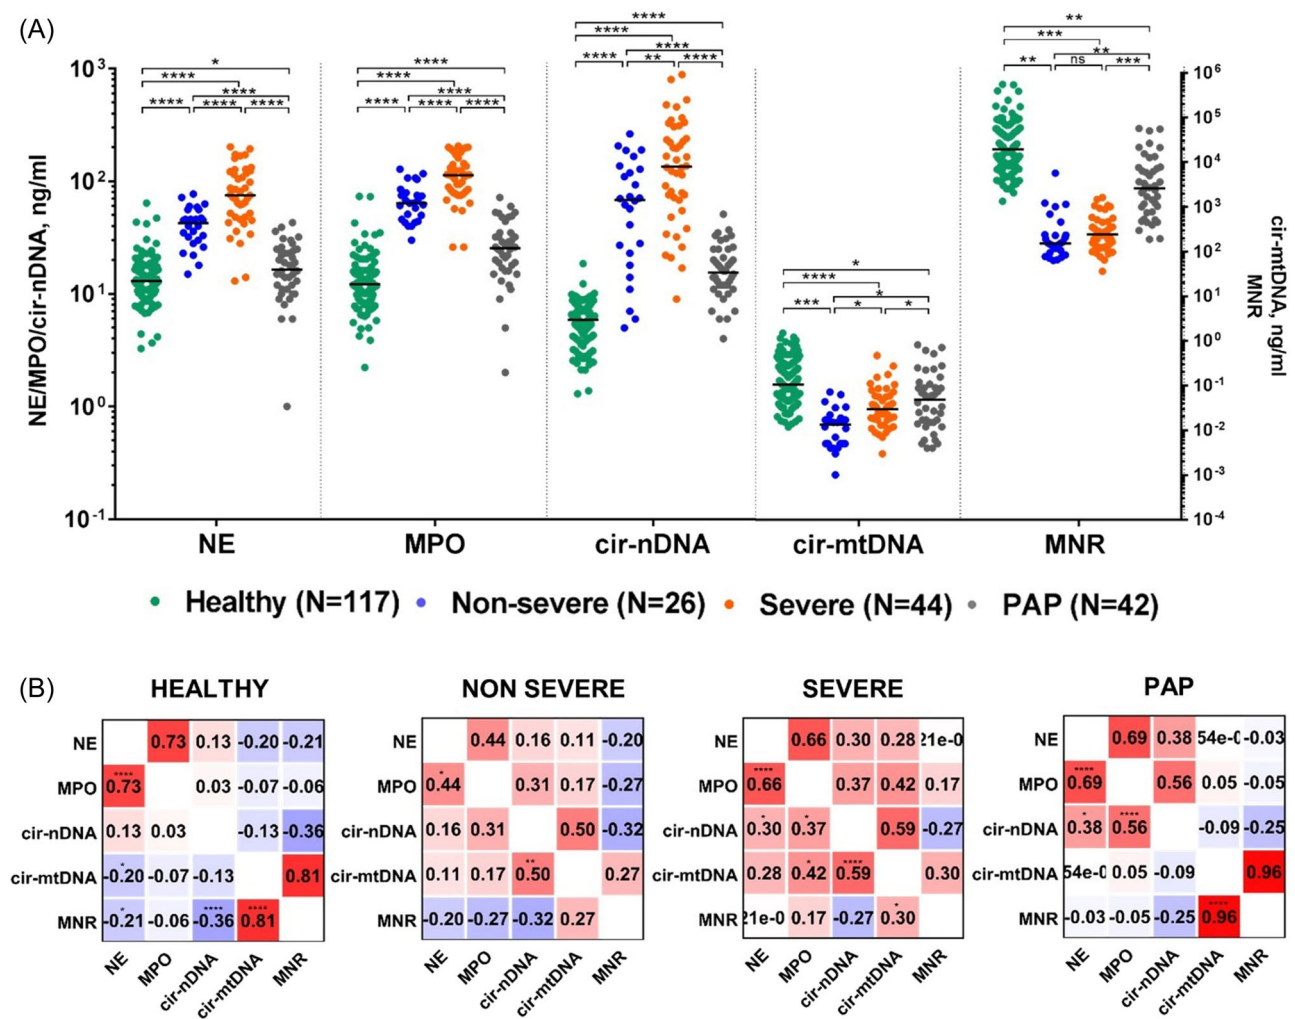 (A)
NE/MPO/cir-nDNA, ng/ml
10³
10²
10¹
10⁰
10⁻¹
* **** **** **** **** ****
**** **** **** **** **** ****
**** **** **** **** ** ****
* **** * *** * *
** *** ** ** ns ***
10⁶
10⁵
10⁴
10³
10²
10¹
10⁰
10⁻¹
10⁻²
10⁻³
10⁻⁴
cir-mtDNA, ng/ml
MNR
NE MPO cir-nDNA cir-mtDNA MNR
Healthy (N=117) Non-severe (N=26) Severe (N=44) PAP (N=42)
(B)
HEALTHY
NE 0.73 0.13 -0.20 -0.21
MPO **** 0.73 0.03 -0.07 -0.06
cir-nDNA 0.13 0.03 -0.13 -0.36
cir-mtDNA * -0.20 -0.07 -0.13 0.81
MNR * -0.21 -0.06 **** -0.36 **** 0.81
NE MPO cir-nDNA cir-mtDNA MNR
NON SEVERE
NE 0.44 0.16 0.11 -0.20
MPO * 0.44 0.31 0.17 -0.27
cir-nDNA 0.16 0.31 0.50 -0.32
cir-mtDNA 0.11 0.17 ** 0.50 0.27
MNR -0.20 -0.27 -0.32 0.27
NE MPO cir-nDNA cir-mtDNA MNR
SEVERE
NE 0.66 0.30 0.28 21e-0
MPO **** 0.66 0.37 0.42 0.17
cir-nDNA * 0.30 * 0.37 0.59 -0.27
cir-mtDNA 0.28 * 0.42 **** 0.59 0.30
MNR 21e-0 0.17 -0.27 * 0.30
NE MPO cir-nDNA cir-mtDNA MNR
PAP
NE 0.69 0.38 54e-0 -0.03
MPO **** 0.69 0.56 0.05 -0.05
cir-nDNA * 0.38 **** 0.56 -0.09 -0.25
cir-mtDNA 54e-0 0.05 -0.09 0.96
MNR -0.03 -0.05 -0.25 **** 0.96
NE MPO cir-nDNA cir-mtDNA MNR